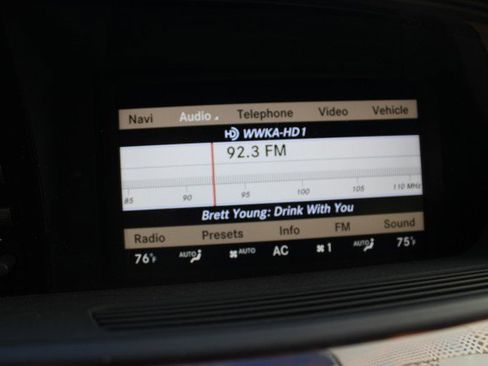 Navi Audio Telephone Video Vehicle
HD WWKA-HD1
92.3 FM
85 90 95 100 105 110 MHz
Brett Young: Drink With You
Radio Presets Info FM Sound
76°F AUTO AUTO AC 1 AUTO 75°F